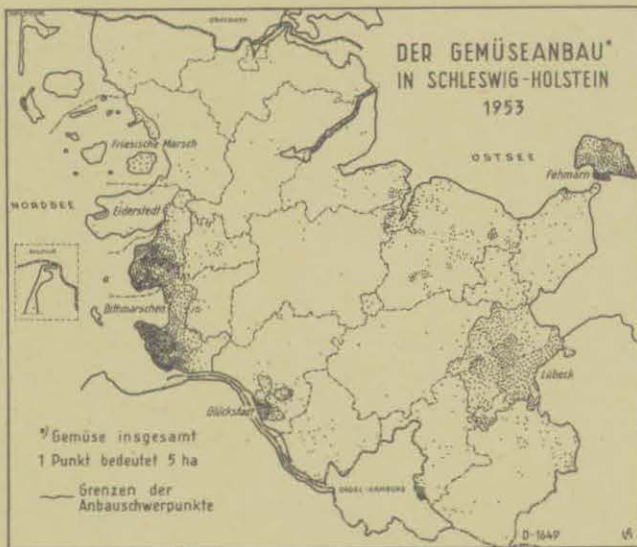 DER GEMÜSEANBAU*
IN SCHLESWIG-HOLSTEIN
1953
OSTSEE
Fehmarn
Friesische Marsch
NORDSEE
Eiderstedt
Dithmarschen
Lübeck
Glückstadt
*) Gemüse insgesamt
1 Punkt bedeutet 5 ha
Grenzen der
Anbauschwerpunkte
D-1649